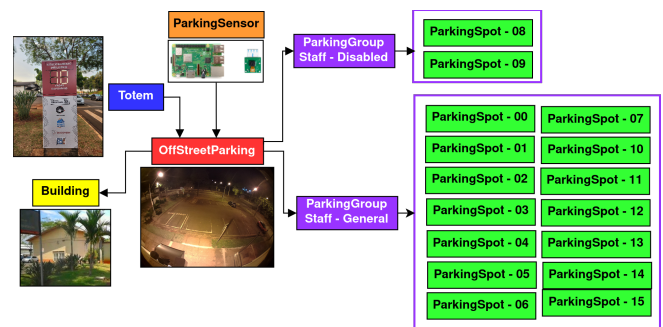 ParkingSensor
ParkingGroup
Staff - Disabled
ParkingSpot - 08
ParkingSpot - 09
Totem
OffStreetParking
Building
ParkingGroup
Staff - General
ParkingSpot - 00
ParkingSpot - 07
ParkingSpot - 01
ParkingSpot - 10
ParkingSpot - 02
ParkingSpot - 11
ParkingSpot - 03
ParkingSpot - 12
ParkingSpot - 04
ParkingSpot - 13
ParkingSpot - 05
ParkingSpot - 14
ParkingSpot - 06
ParkingSpot - 15